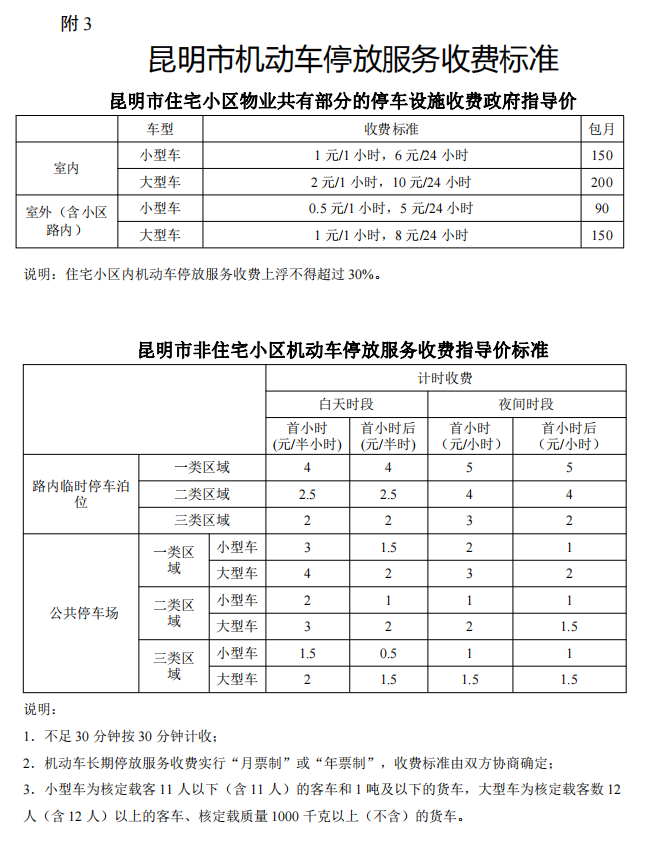 附 3
昆明市机动车停放服务收费标准
昆明市住宅小区物业共有部分的停车设施收费政府指导价
车型 收费标准 包月
室内 小型车 1 元/1 小时，6 元/24 小时 150
大型车 2 元/1 小时，10 元/24 小时 200
室外（含小区路内） 小型车 0.5 元/1 小时，5 元/24 小时 90
大型车 1 元/1 小时，8 元/24 小时 150
说明：住宅小区内机动车停放服务收费上浮不得超过 30%。
昆明市非住宅小区机动车停放服务收费指导价标准
计时收费
白天时段 夜间时段
首小时(元/半小时) 首小时后(元/半时) 首小时（元/小时） 首小时后（元/小时）
路内临时停车泊位 一类区域 4 4 5 5
二类区域 2.5 2.5 4 4
三类区域 2 2 3 2
公共停车场 一类区域 小型车 3 1.5 2 1
大型车 4 2 3 2
二类区域 小型车 2 1 1 1
大型车 3 2 2 1.5
三类区域 小型车 1.5 0.5 1 1
大型车 2 1.5 1.5 1.5
说明：
1．不足 30 分钟按 30 分钟计收；
2．机动车长期停放服务收费实行“月票制”或“年票制”，收费标准由双方协商确定；
3．小型车为核定载客 11 人以下（含 11 人）的客车和 1 吨及以下的货车，大型车为核定载客数 12
人（含 12 人）以上的客车、核定载质量 1000 千克以上（不含）的货车。